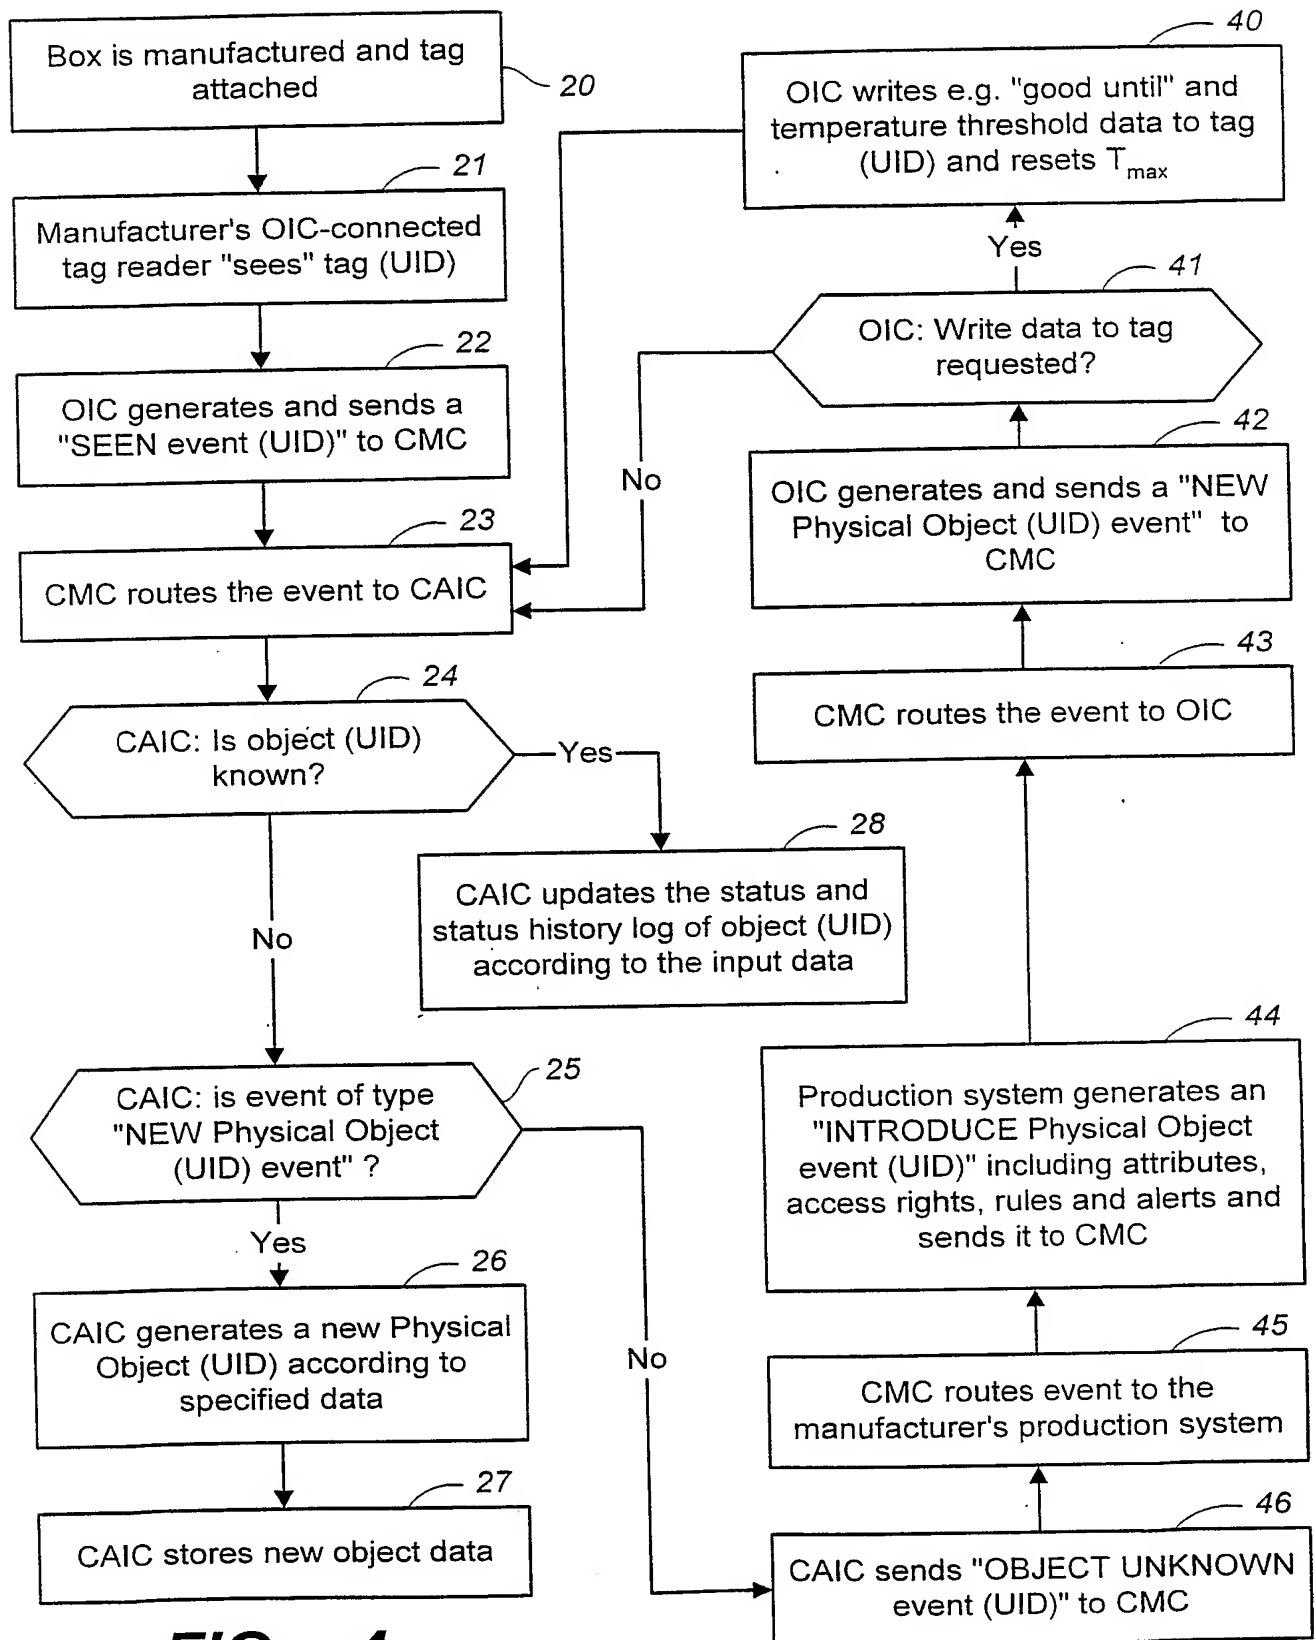 Box is manufactured and tag
attached
20
21
Manufacturer's OIC-connected
tag reader "sees" tag (UID)
22
OIC generates and sends a
"SEEN event (UID)" to CMC
23
CMC routes the event to CAIC
24
CAIC: Is object (UID)
known?
Yes
28
CAIC updates the status and
status history log of object (UID)
according to the input data
No
25
CAIC: is event of type
"NEW Physical Object
(UID) event" ?
Yes
26
CAIC generates a new Physical
Object (UID) according to
specified data
27
CAIC stores new object data
No
40
OIC writes e.g. "good until" and
temperature threshold data to tag
(UID) and resets Tmax
Yes
41
OIC: Write data to tag
requested?
No
42
OIC generates and sends a "NEW
Physical Object (UID) event" to
CMC
43
CMC routes the event to OIC
44
Production system generates an
"INTRODUCE Physical Object
event (UID)" including attributes,
access rights, rules and alerts and
sends it to CMC
45
CMC routes event to the
manufacturer's production system
46
CAIC sends "OBJECT UNKNOWN
event (UID)" to CMC